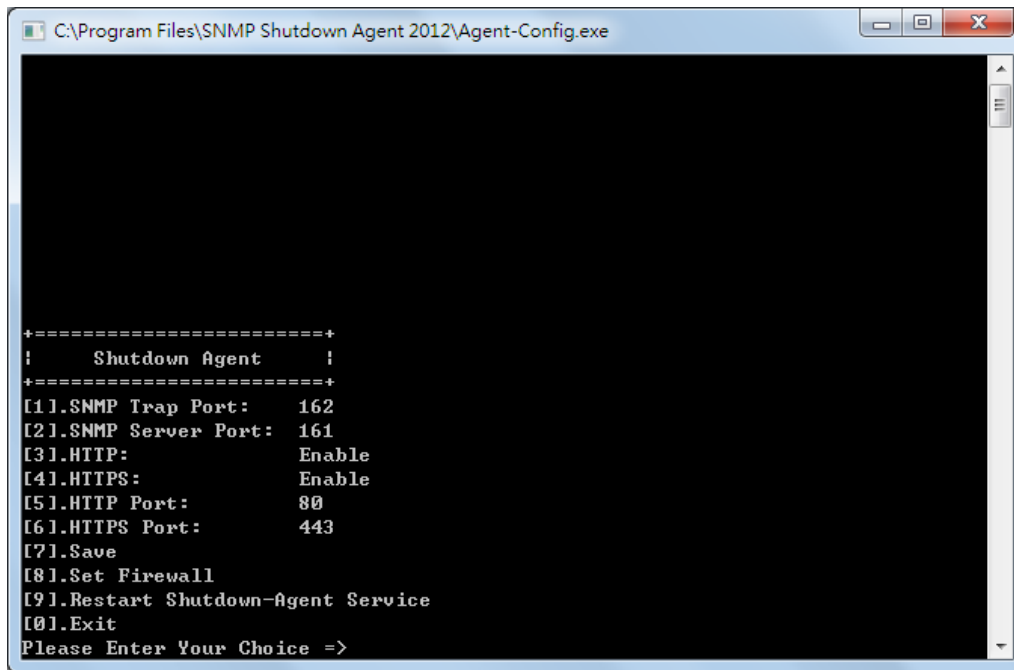 C:\Program Files\SNMP Shutdown Agent 2012\Agent-Config.exe
+========================+
¦     Shutdown Agent     ¦
+========================+
[1].SNMP Trap Port:    162
[2].SNMP Server Port:  161
[3].HTTP:              Enable
[4].HTTPS:             Enable
[5].HTTP Port:         80
[6].HTTPS Port:        443
[7].Save
[8].Set Firewall
[9].Restart Shutdown-Agent Service
[0].Exit
Please Enter Your Choice =>